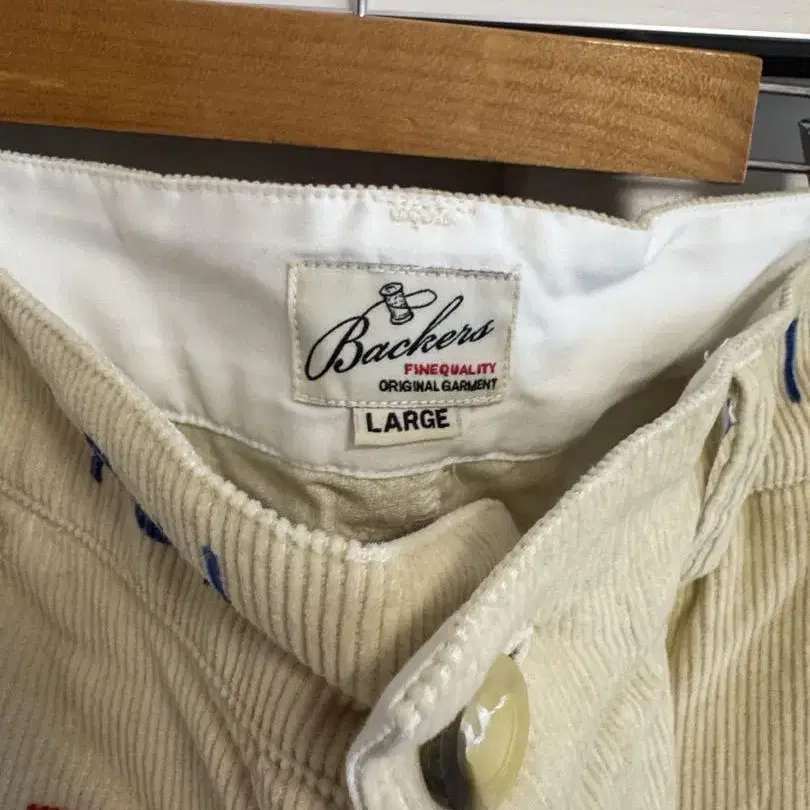 Backers
FINEQUALITY
ORIGINAL GARMENT
LARGE